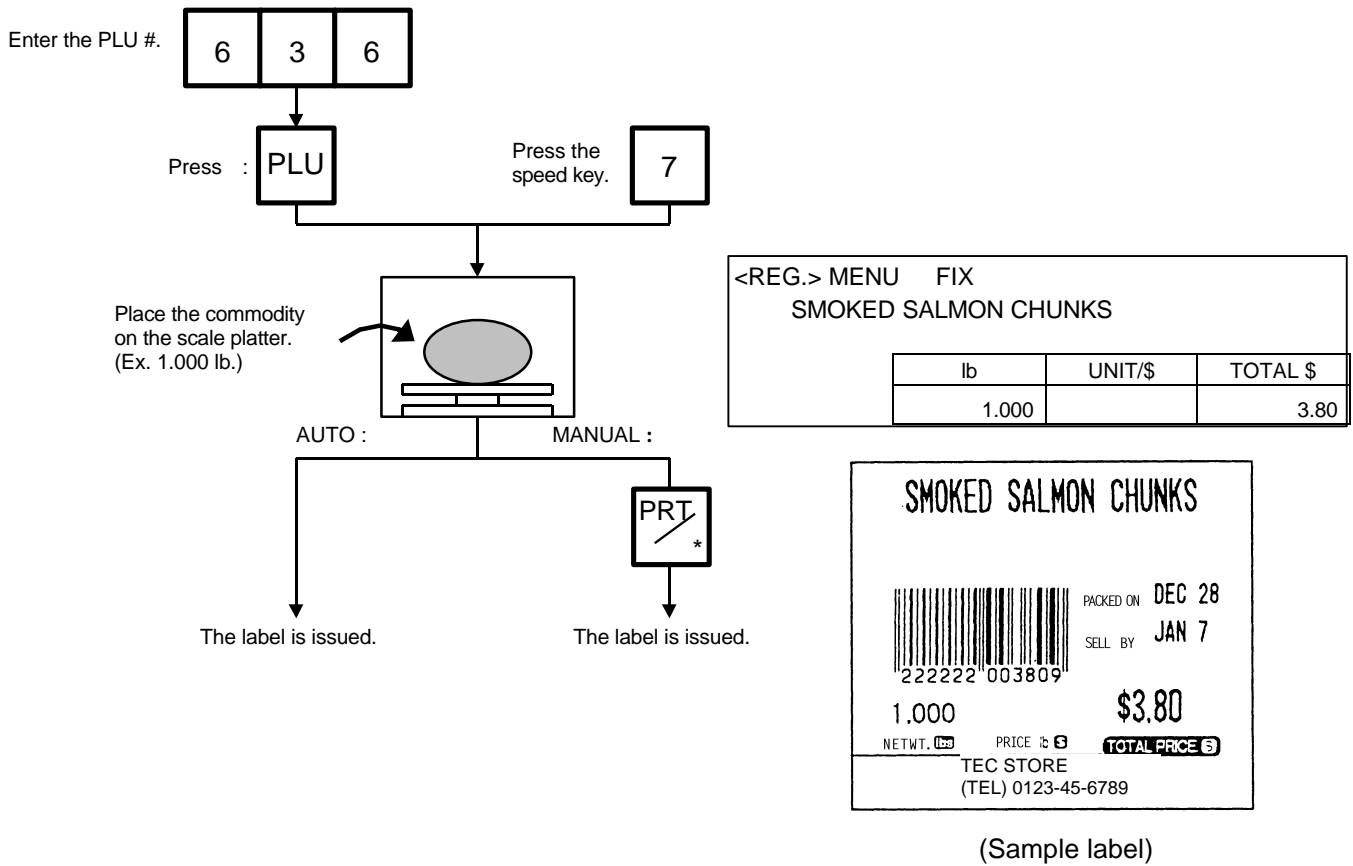 Enter the PLU #.
6 3 6
Press : PLU
Press the
speed key.
7
Place the commodity
on the scale platter.
(Ex. 1.000 lb.)
AUTO :
MANUAL :
PRT
*
The label is issued.
The label is issued.
<REG.> MENU FIX
SMOKED SALMON CHUNKS
lb UNIT/$ TOTAL $
1.000 3.80
SMOKED SALMON CHUNKS
PACKED ON DEC 28
SELL BY JAN 7
222222 003809
1.000 $3.80
NETWT. lbs PRICE lb $ TOTAL PRICE $
TEC STORE
(TEL) 0123-45-6789
(Sample label)